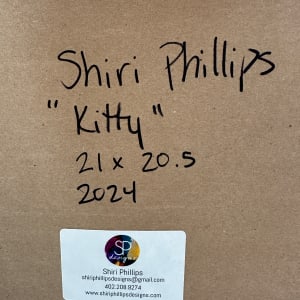 Shiri Phillips
"Kitty"
21 x 20.5
2024
SP
designs
Shiri Phillips
shiriphillipsdesigns@gmail.com
402.208.9274
www.shiriphillipsdesigns.com